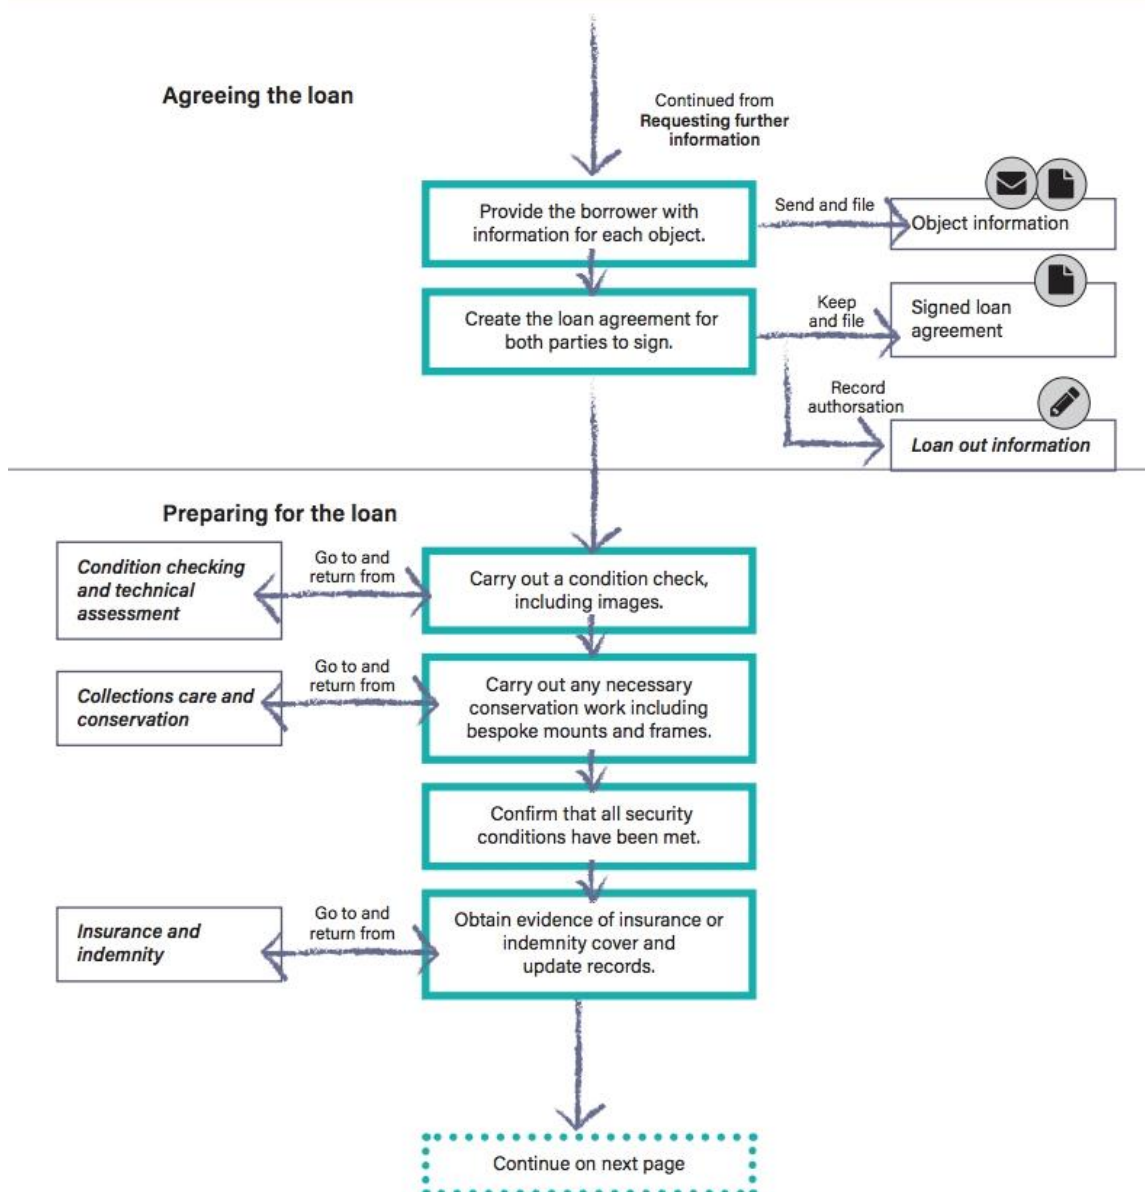 Agreeing the loan
Continued from
Requesting further
information
Provide the borrower with
information for each object.
Send and file
Object information
Create the loan agreement for
both parties to sign.
Keep
and file
Signed loan
agreement
Record
authorsation
Loan out information
Preparing for the loan
Condition checking
and technical
assessment
Go to and
return from
Carry out a condition check,
including images.
Collections care and
conservation
Go to and
return from
Carry out any necessary
conservation work including
bespoke mounts and frames.
Confirm that all security
conditions have been met.
Insurance and
indemnity
Go to and
return from
Obtain evidence of insurance or
indemnity cover and
update records.
Continue on next page